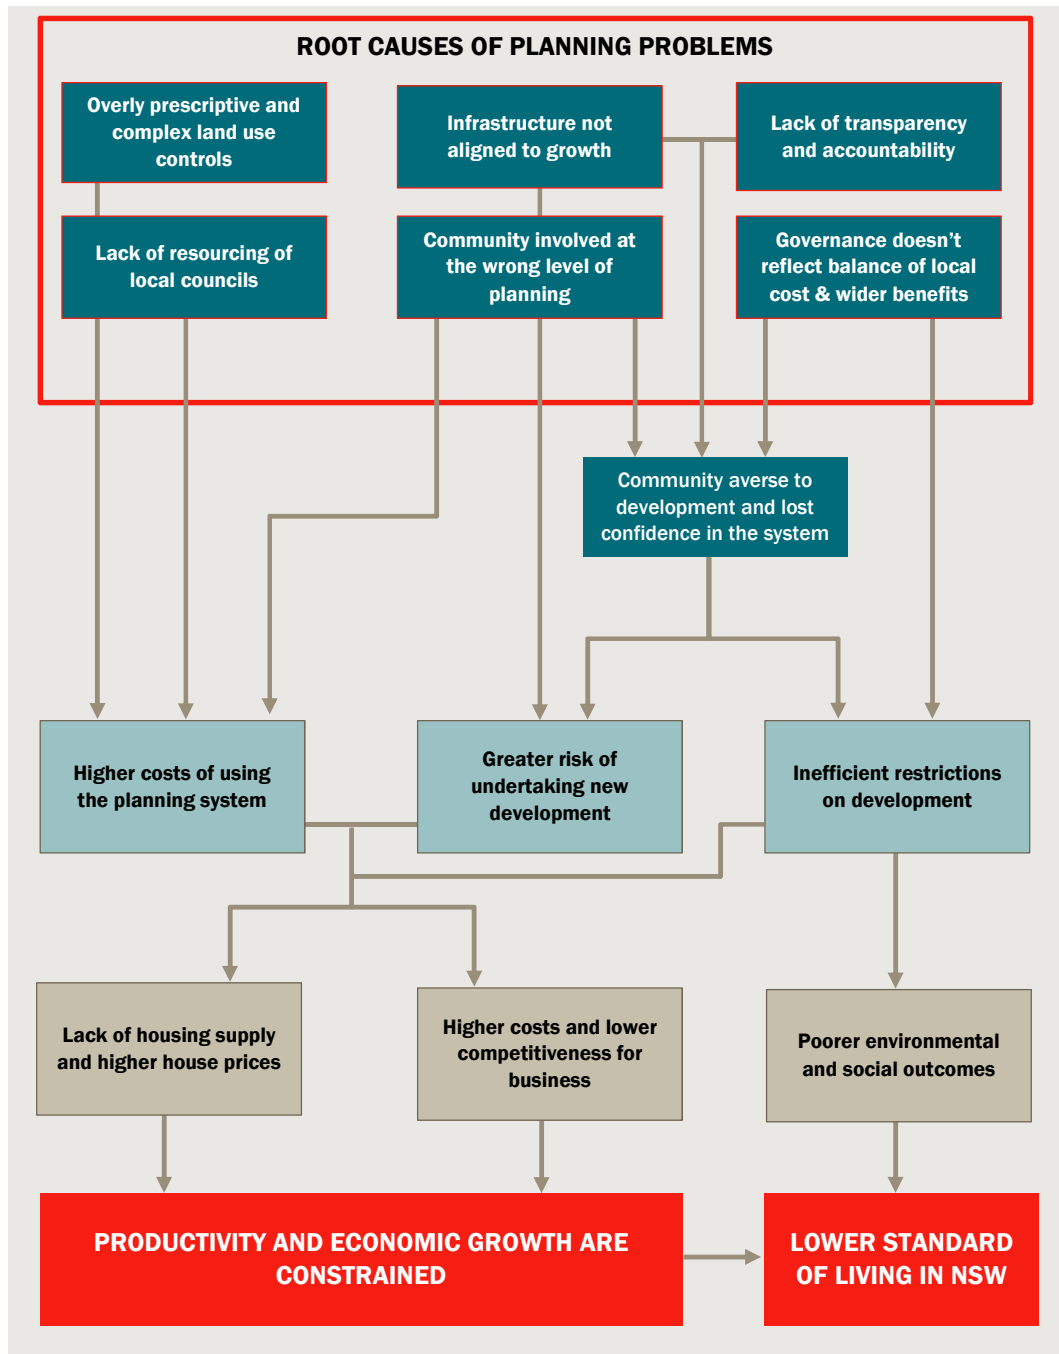 ROOT CAUSES OF PLANNING PROBLEMS
Overly prescriptive and
complex land use
controls
Infrastructure not
aligned to growth
Lack of transparency
and accountability
Lack of resourcing of
local councils
Community involved at
the wrong level of
planning
Governance doesn’t
reflect balance of local
cost & wider benefits
Community averse to
development and lost
confidence in the system
Higher costs of using
the planning system
Greater risk of
undertaking new
development
Inefficient restrictions
on development
Lack of housing supply
and higher house prices
Higher costs and lower
competitiveness for
business
Poorer environmental
and social outcomes
PRODUCTIVITY AND ECONOMIC GROWTH ARE
CONSTRAINED
LOWER STANDARD
OF LIVING IN NSW